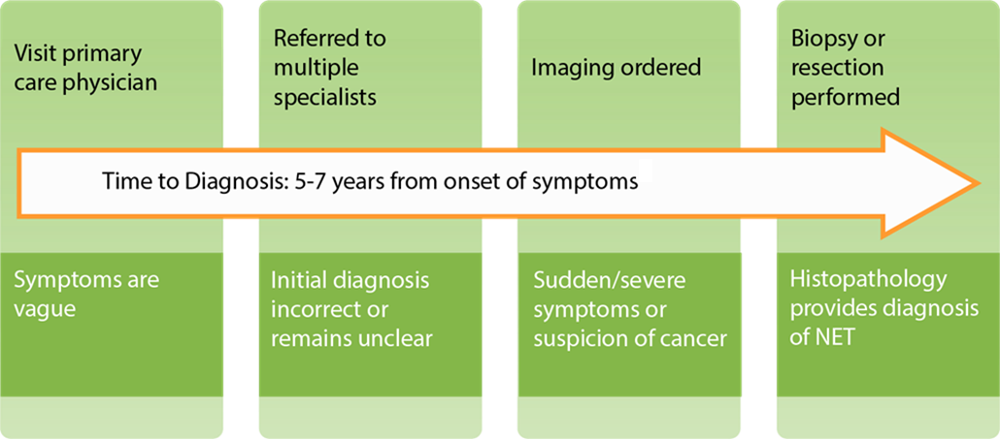 Visit primary
care physician
Referred to
multiple
specialists
Imaging ordered
Biopsy or
resection
performed
Time to Diagnosis: 5-7 years from onset of symptoms
Symptoms are
vague
Initial diagnosis
incorrect or
remains unclear
Sudden/severe
symptoms or
suspicion of cancer
Histopathology
provides diagnosis
of NET